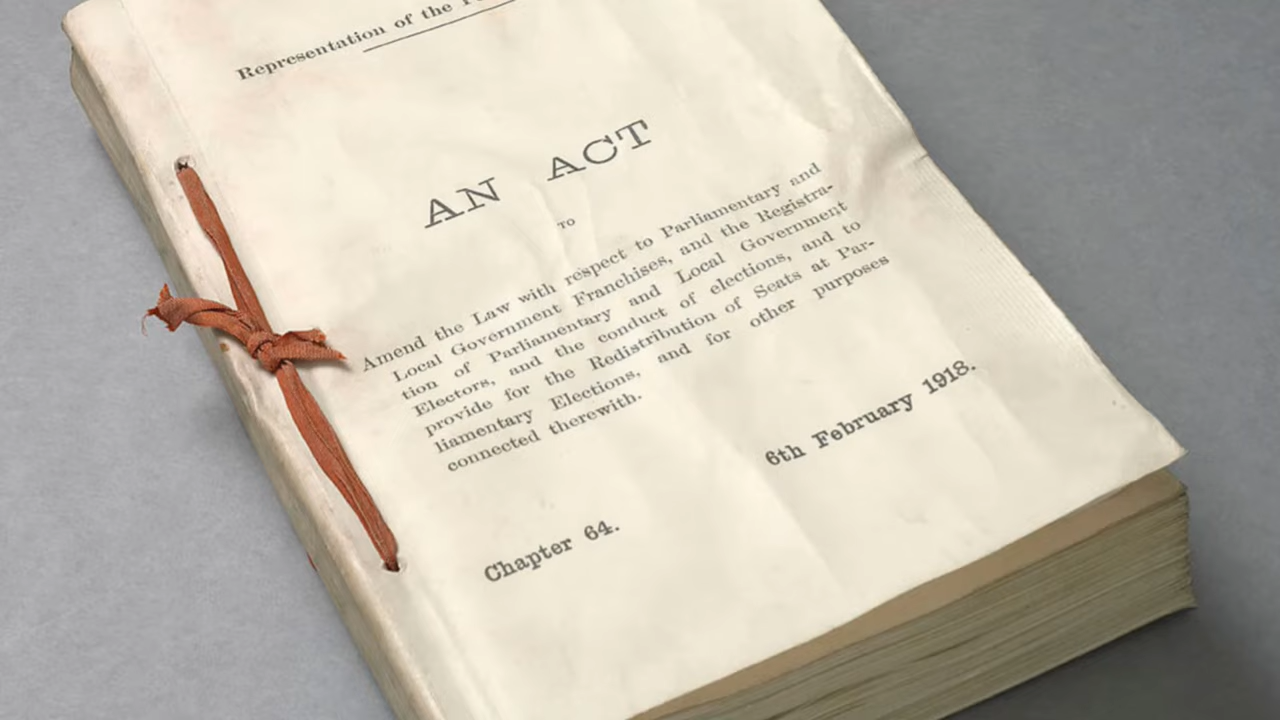 Representation of the
AN ACT
TO
Amend the Law with respect to Parliamentary and
Local Government Franchises, and the Registra-
tion of Parliamentary and Local Government
Electors, and the conduct of elections, and to
provide for the Redistribution of Seats at Par-
liamentary Elections, and for other purposes
connected therewith.
6th February 1918.
Chapter 64.